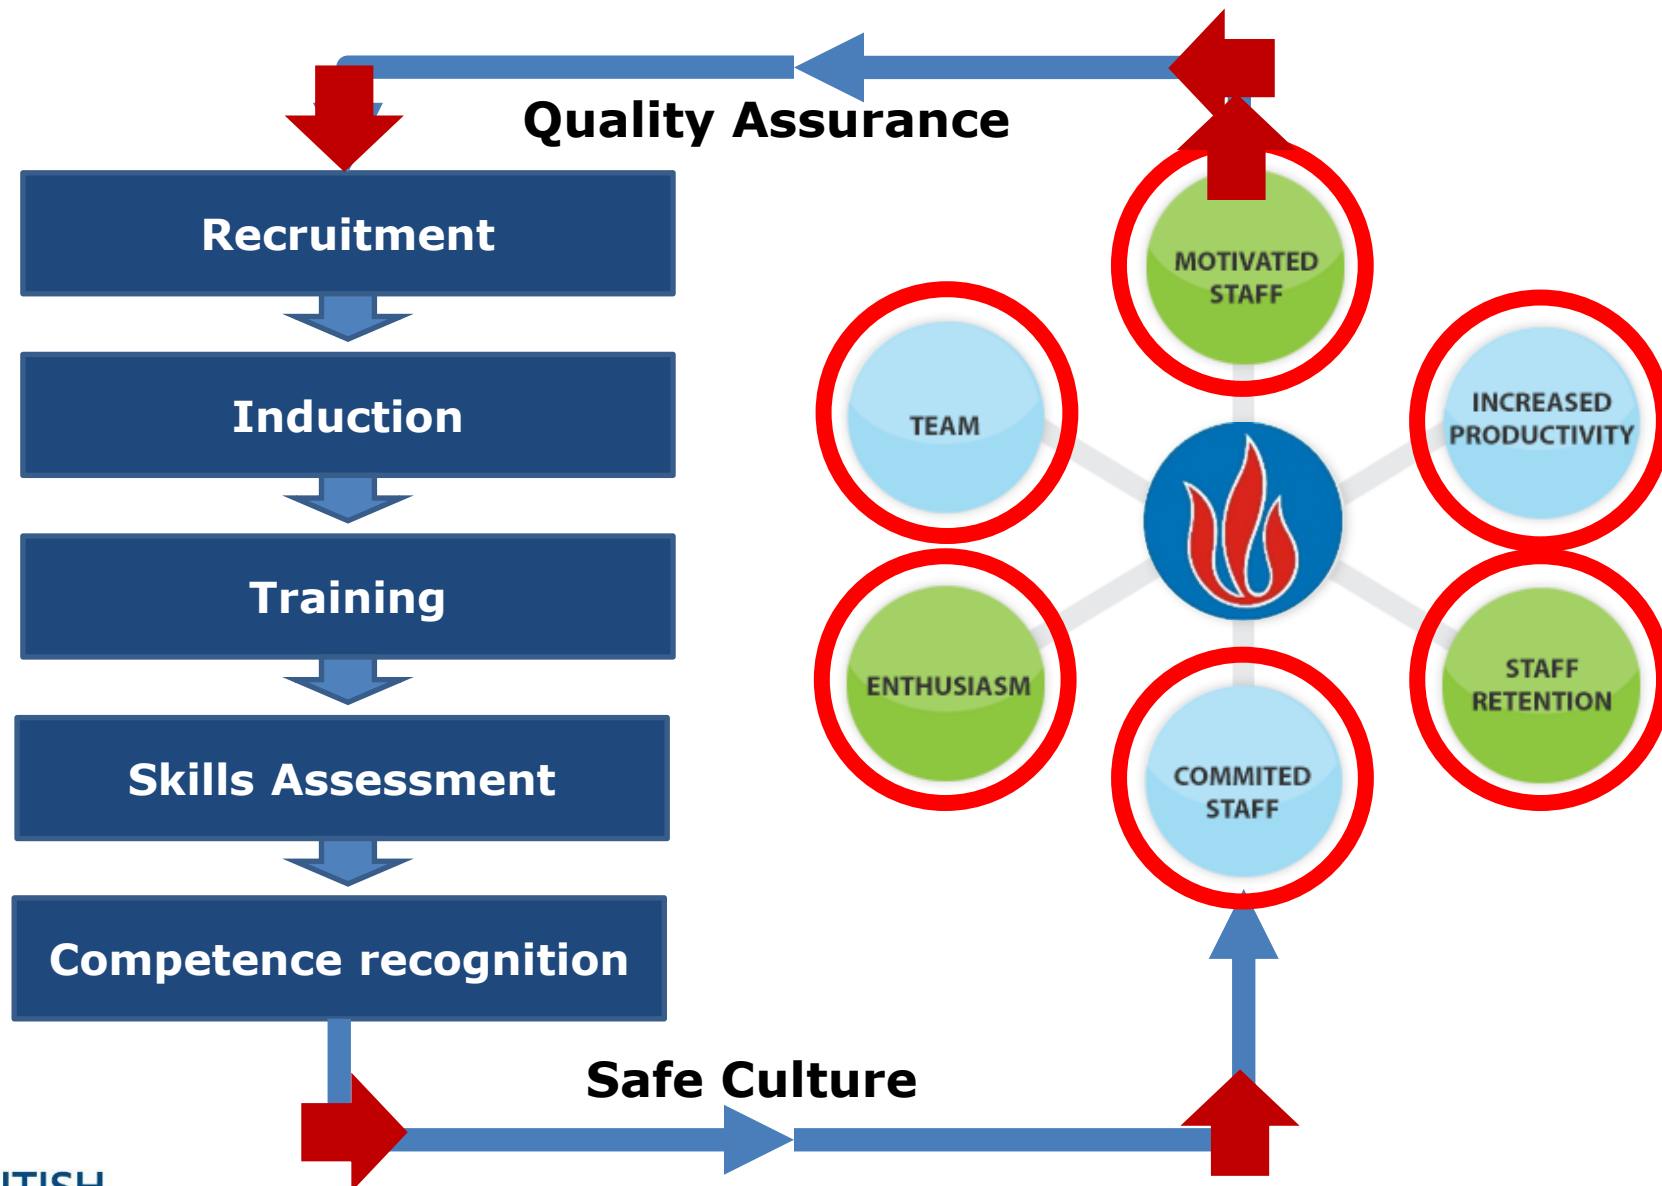 Quality Assurance
Recruitment
Induction
Training
Skills Assessment
Competence recognition
Safe Culture
MOTIVATED
STAFF
TEAM
INCREASED
PRODUCTIVITY
ENTHUSIASM
STAFF
RETENTION
COMMITED
STAFF